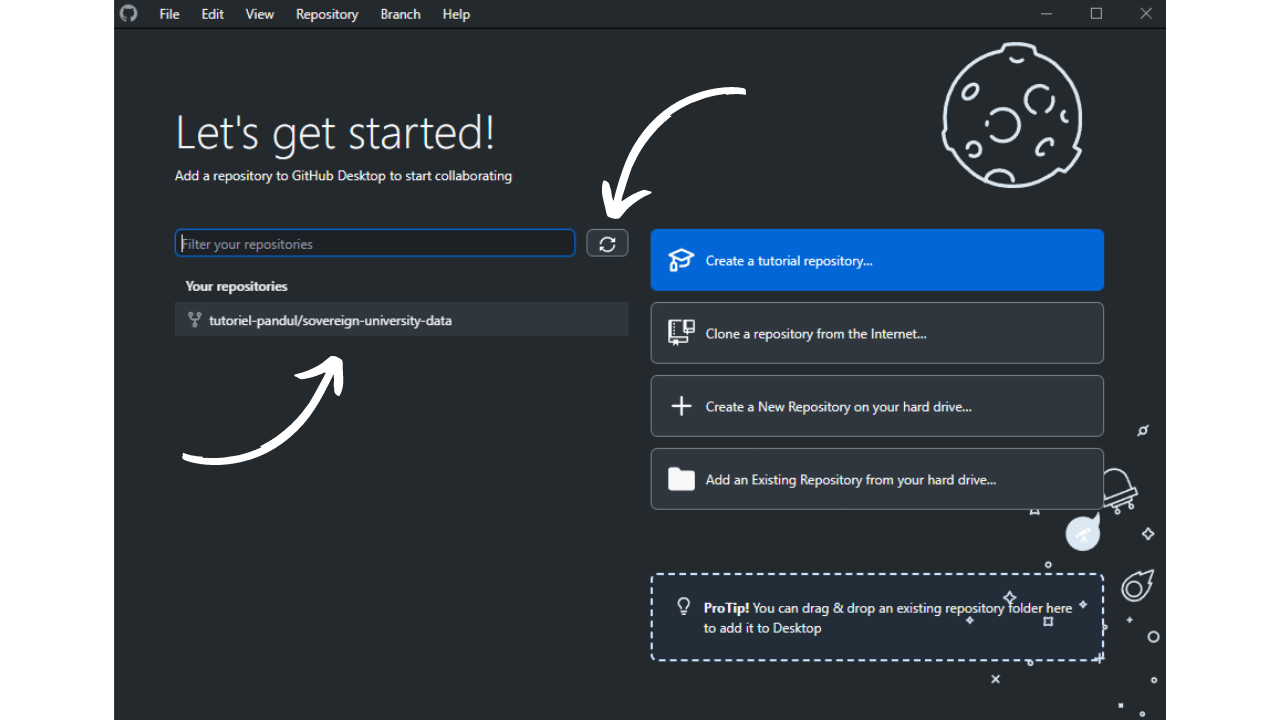 File Edit View Repository Branch Help
Let's get started!
Add a repository to GitHub Desktop to start collaborating
Filter your repositories
Your repositories
tutoriel-pandul/sovereign-university-data
Create a tutorial repository...
Clone a repository from the Internet...
Create a New Repository on your hard drive...
Add an Existing Repository from your hard drive...
ProTip! You can drag & drop an existing repository folder here
to add it to Desktop